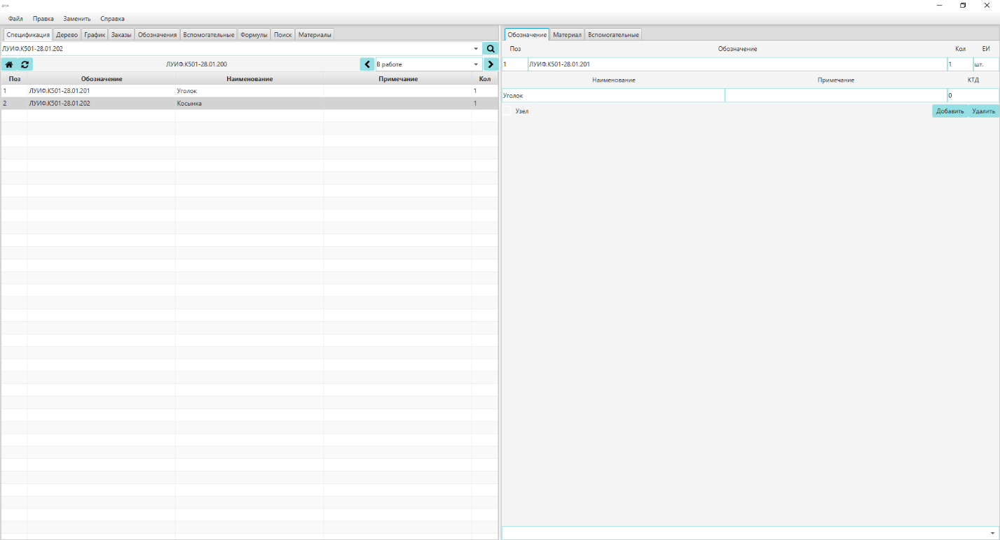 Файл Правка Заменить Справка
Спецификация Дерево График Заказы Обозначения Вспомогательные Формулы Поиск Материалы
ЛУИФ.К501-28.01.202
ЛУИФ.К501-28.01.200 В работе
Поз Обозначение Наименование Примечание Кол
1 ЛУИФ.К501-28.01.201 Уголок 1
2 ЛУИФ.К501-28.01.202 Косынка 1
Обозначение Материал Вспомогательные
Поз Обозначение Кол ЕИ
1 ЛУИФ.К501-28.01.201 1 шт.
Наименование Примечание КТД
Уголок 0
Узел Добавить Удалить